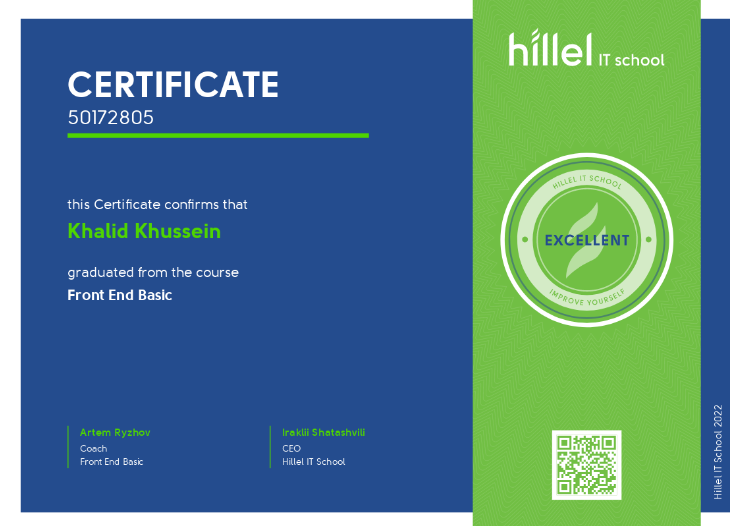 hillel IT school
CERTIFICATE
50172805
this Certificate confirms that
Khalid Khussein
graduated from the course
Front End Basic
HILLEL IT SCHOOL
EXCELLENT
IMPROVE YOURSELF
Artem Ryzhov
Coach
Front End Basic
Iraklii Shatashvili
CEO
Hillel IT School
Hillel IT School 2022